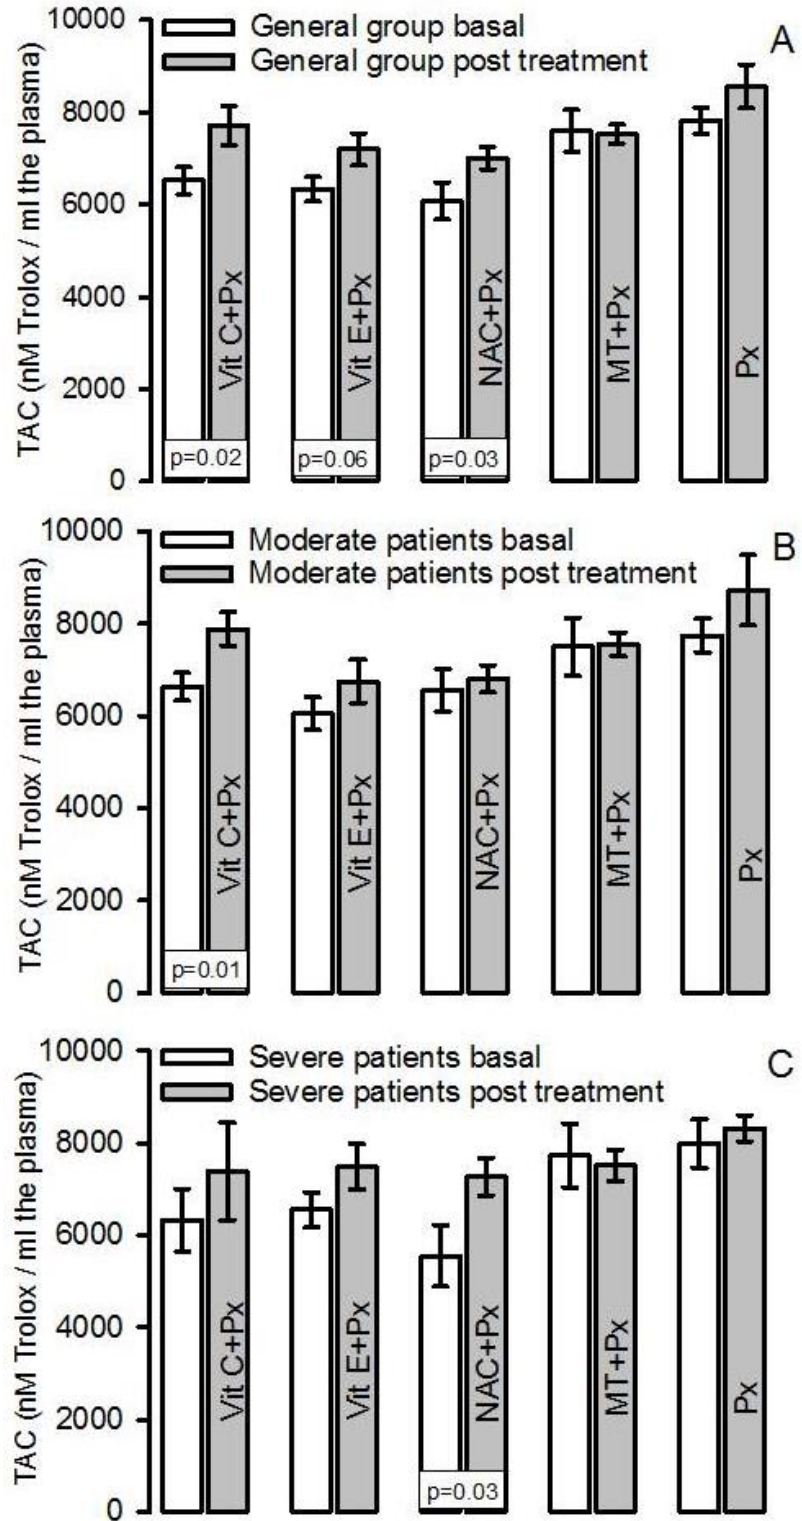 A
General group basal
General group post treatment
TAC (nM Trolox / ml the plasma)
10000
8000
6000
4000
2000
0
Vit C+Px
Vit E+Px
NAC+Px
MT+Px
Px
p=0.02
p=0.06
p=0.03
B
Moderate patients basal
Moderate patients post treatment
TAC (nM Trolox / ml the plasma)
10000
8000
6000
4000
2000
0
Vit C+Px
Vit E+Px
NAC+Px
MT+Px
Px
p=0.01
C
Severe patients basal
Severe patients post treatment
TAC (nM Trolox / ml the plasma)
10000
8000
6000
4000
2000
0
Vit C+Px
Vit E+Px
NAC+Px
MT+Px
Px
p=0.03